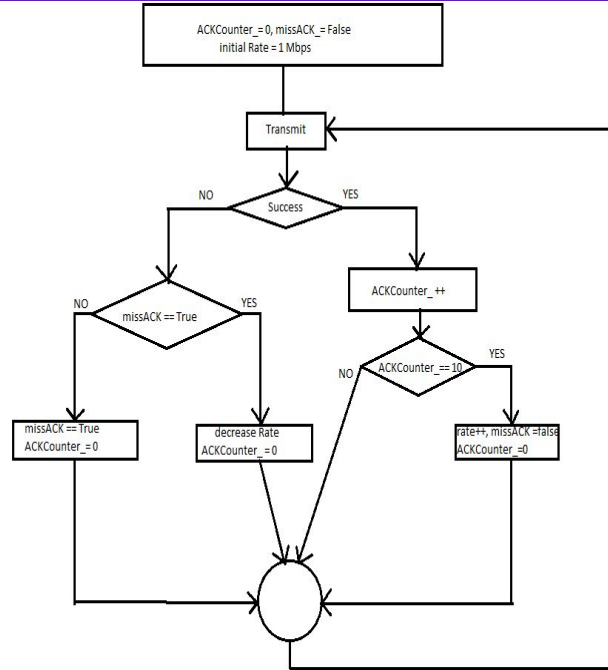 ACKCounter_= 0, missACK_= False
initial Rate = 1 Mbps
Transmit
NO
YES
Success
ACKCounter_ ++
NO
YES
missACK == True
YES
ACKCounter_== 10
NO
missACK == True
ACKCounter_= 0
decrease Rate
ACKCounter_ = 0
rate++, missACK =false
ACKCounter_=0